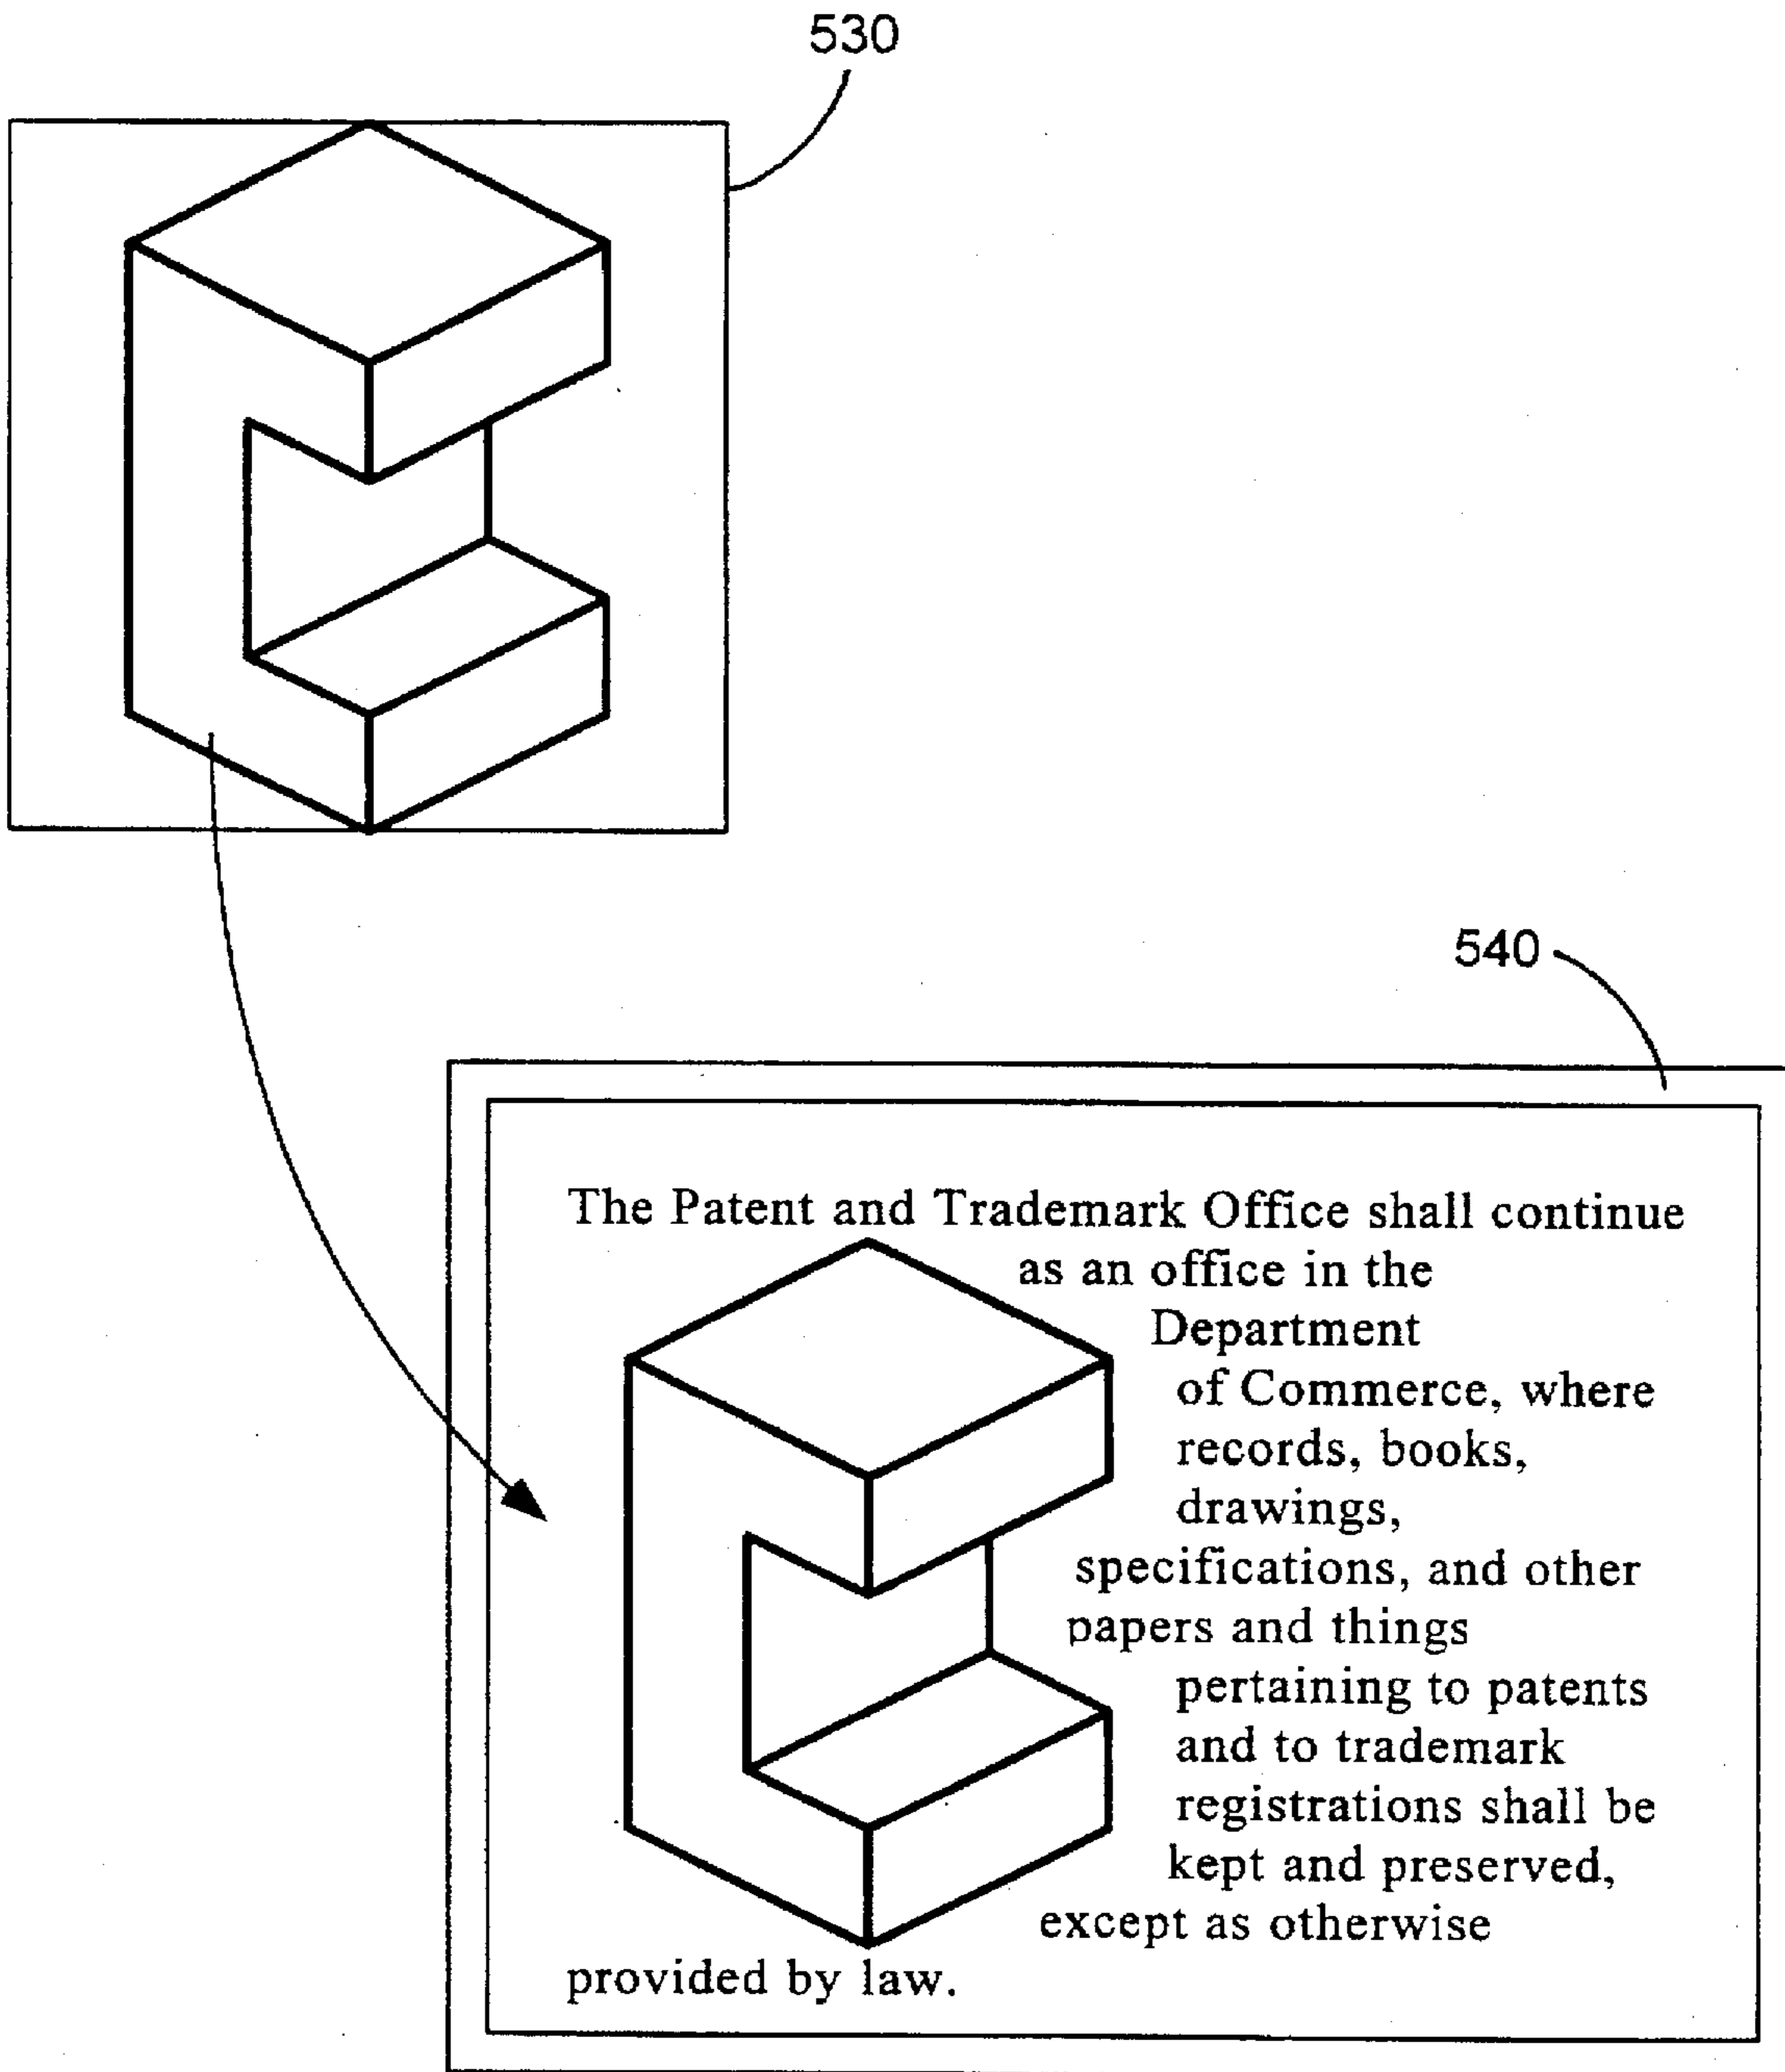 530
540
The Patent and Trademark Office shall continue
as an office in the
Department
of Commerce, where
records, books,
drawings,
specifications, and other
papers and things
pertaining to patents
and to trademark
registrations shall be
kept and preserved,
except as otherwise
provided by law.